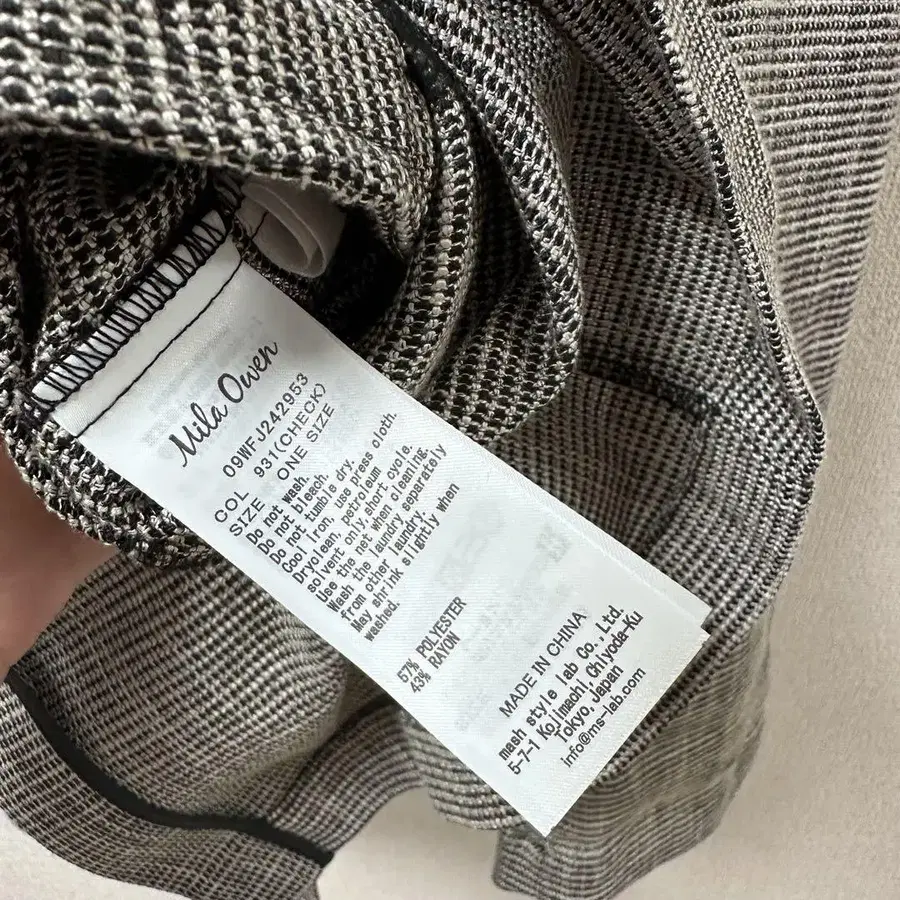 Mila Owen
09WFJ242953
COL 931(CHECK)
SIZE ONE SIZE
Do not wash.
Do not bleach.
Do not tumble dry.
Cool iron, use press cloth.
Dryclean, petroleum
solvent only,short cycle.
Use the net when cleaning.
Wash the laundry separately
from other laundry.
May shrink slightly when
washed.
57% POLYESTER
43% RAYON
MADE IN CHINA
mash style lab Co.,Ltd.
5-7-1 Kojimachi Chiyoda-Ku
Tokyo, Japan
info@ms-lab.com